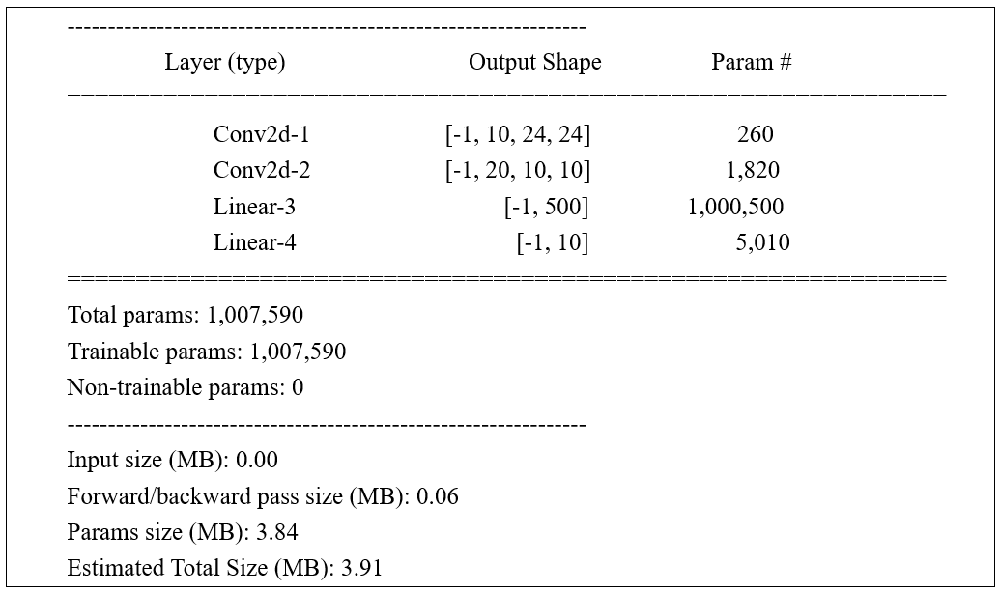 ----------------------------------------------------------------
Layer (type) Output Shape Param #
================================================================
Conv2d-1 [-1, 10, 24, 24] 260
Conv2d-2 [-1, 20, 10, 10] 1,820
Linear-3 [-1, 500] 1,000,500
Linear-4 [-1, 10] 5,010
================================================================
Total params: 1,007,590
Trainable params: 1,007,590
Non-trainable params: 0
----------------------------------------------------------------
Input size (MB): 0.00
Forward/backward pass size (MB): 0.06
Params size (MB): 3.84
Estimated Total Size (MB): 3.91